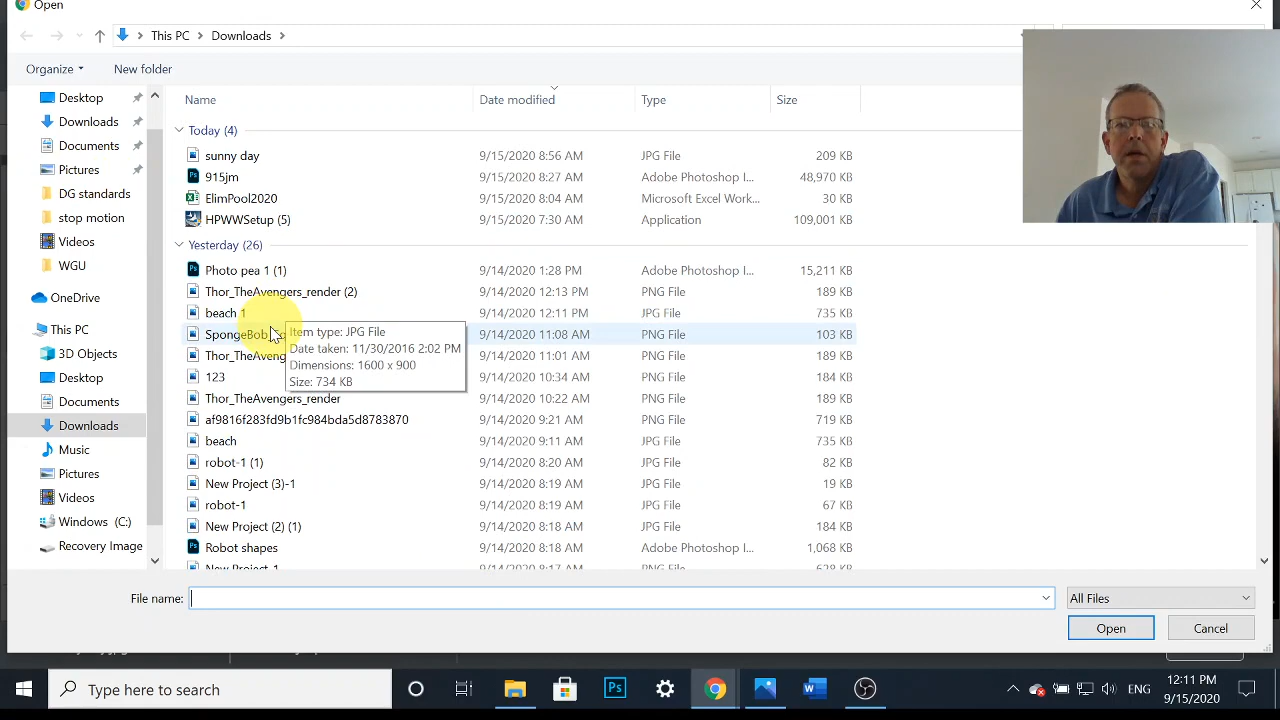 Open
This PC > Downloads >
Organize New folder
Name Date modified Type Size
Desktop
Downloads
Documents
Pictures
DG standards
stop motion
Videos
WGU
OneDrive
This PC
3D Objects
Desktop
Documents
Downloads
Music
Pictures
Videos
Windows (C:)
Recovery Image
Today (4)
sunny day 9/15/2020 8:56 AM JPG File 209 KB
915jm 9/15/2020 8:27 AM Adobe Photoshop I... 48,970 KB
ElimPool2020 9/15/2020 8:04 AM Microsoft Excel Work... 30 KB
HPWWSetup (5) 9/15/2020 7:30 AM Application 109,001 KB
Yesterday (26)
Photo pea 1 (1) 9/14/2020 1:28 PM Adobe Photoshop I... 15,211 KB
Thor_TheAvengers_render (2) 9/14/2020 12:13 PM PNG File 189 KB
beach 1 9/14/2020 12:11 PM JPG File 735 KB
SpongeBob 9/14/2020 11:08 AM PNG File 103 KB
Thor_TheAveng 9/14/2020 11:01 AM PNG File 189 KB
Item type: JPG File
Date taken: 11/30/2016 2:02 PM
Dimensions: 1600 x 900
Size: 734 KB
123 9/14/2020 10:34 AM PNG File 184 KB
Thor_TheAvengers_render 9/14/2020 10:22 AM PNG File 189 KB
af9816f283fd9b1fc984bda5d8783870 9/14/2020 9:21 AM PNG File 719 KB
beach 9/14/2020 9:11 AM JPG File 735 KB
robot-1 (1) 9/14/2020 8:20 AM JPG File 82 KB
New Project (3)-1 9/14/2020 8:19 AM JPG File 19 KB
robot-1 9/14/2020 8:19 AM JPG File 67 KB
New Project (2) (1) 9/14/2020 8:18 AM JPG File 184 KB
Robot shapes 9/14/2020 8:18 AM Adobe Photoshop I... 1,068 KB
New Project-1 9/14/2020 8:17 AM JPG File 628 KB
File name: All Files
Open Cancel
Type here to search
ENG
12:11 PM
9/15/2020